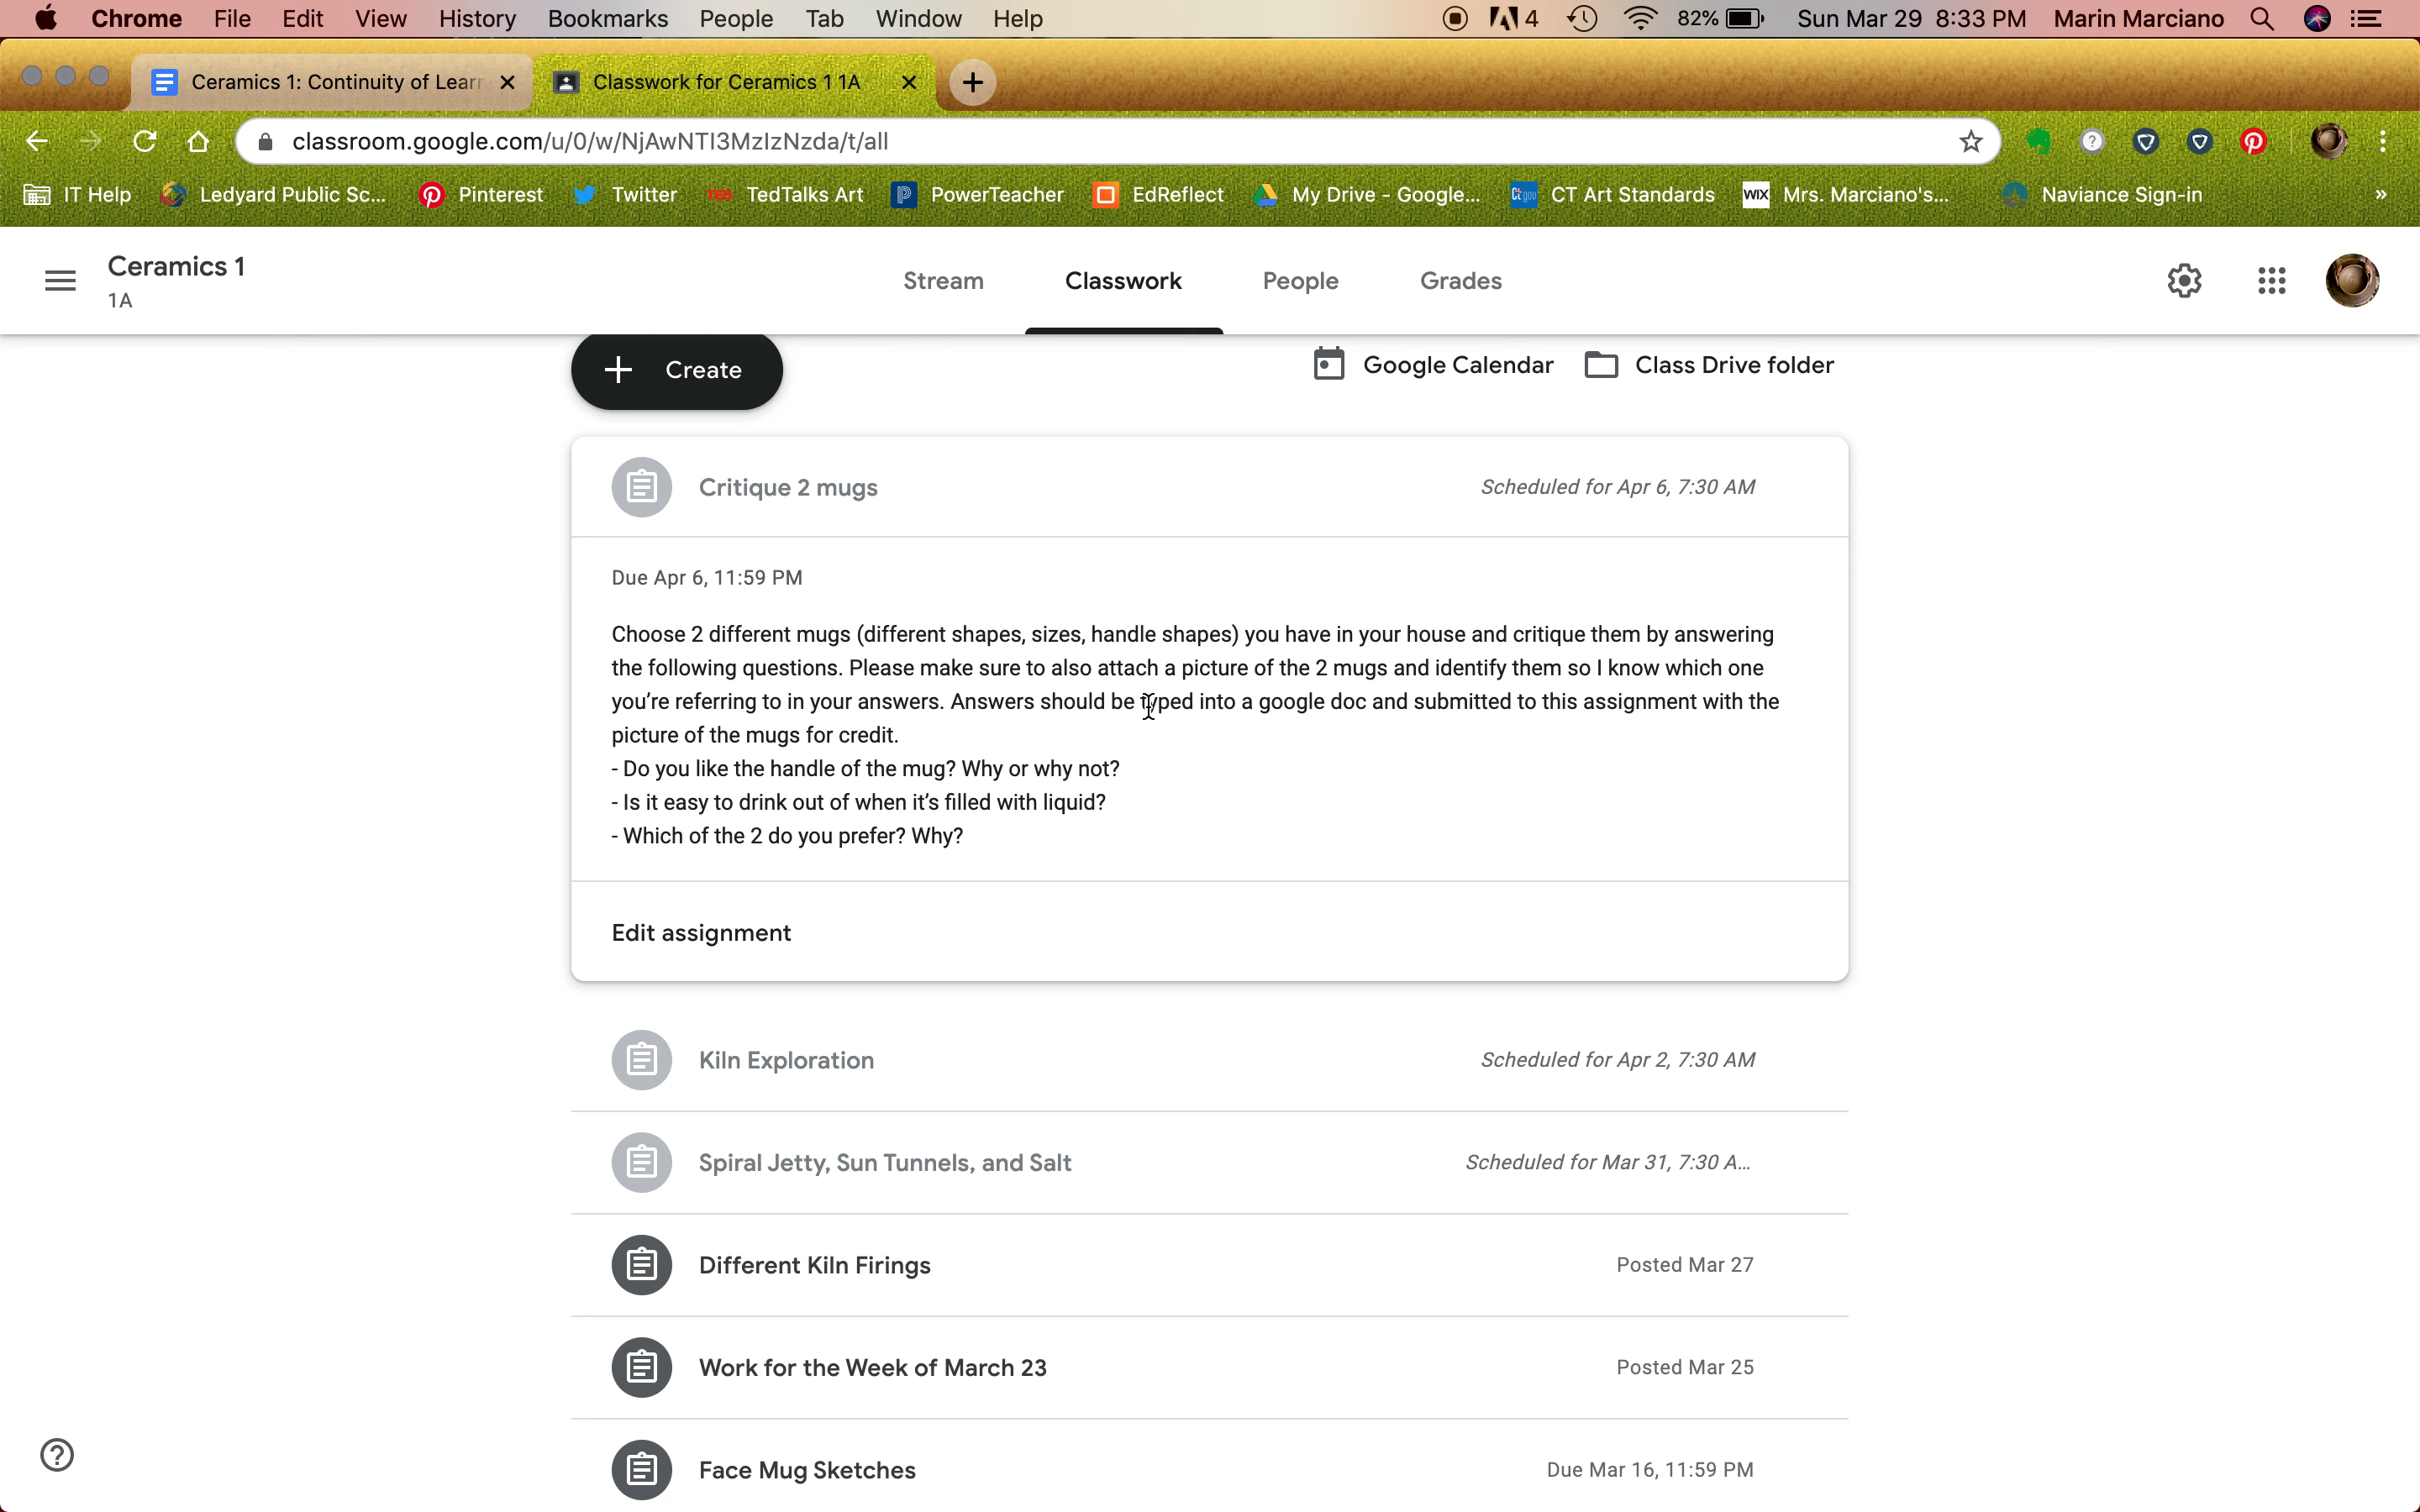 Chrome File Edit View History Bookmarks People Tab Window Help 4 82% Sun Mar 29 8:33 PM Marin Marciano
Ceramics 1: Continuity of Lear Classwork for Ceramics 1 1A
classroom.google.com/u/0/w/NjAwNTI3MzIzNzda/t/all
IT Help Ledyard Public Sc... Pinterest Twitter TED TedTalks Art PowerTeacher EdReflect My Drive - Google... CT Art Standards WIX Mrs. Marciano's... Naviance Sign-in »
Ceramics 1
1A
Stream Classwork People Grades
Create Google Calendar Class Drive folder
Critique 2 mugs Scheduled for Apr 6, 7:30 AM
Due Apr 6, 11:59 PM
Choose 2 different mugs (different shapes, sizes, handle shapes) you have in your house and critique them by answering
the following questions. Please make sure to also attach a picture of the 2 mugs and identify them so I know which one
you’re referring to in your answers. Answers should be typed into a google doc and submitted to this assignment with the
picture of the mugs for credit.
- Do you like the handle of the mug? Why or why not?
- Is it easy to drink out of when it’s filled with liquid?
- Which of the 2 do you prefer? Why?
Edit assignment
Kiln Exploration Scheduled for Apr 2, 7:30 AM
Spiral Jetty, Sun Tunnels, and Salt Scheduled for Mar 31, 7:30 A...
Different Kiln Firings Posted Mar 27
Work for the Week of March 23 Posted Mar 25
Face Mug Sketches Due Mar 16, 11:59 PM